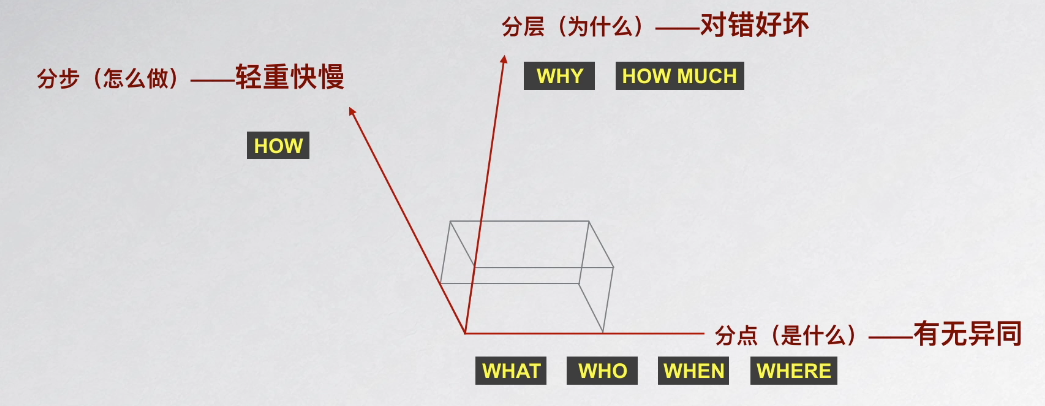 分层（为什么）——对错好坏
WHY HOW MUCH
分步（怎么做）——轻重快慢
HOW
分点（是什么）——有无异同
WHAT WHO WHEN WHERE